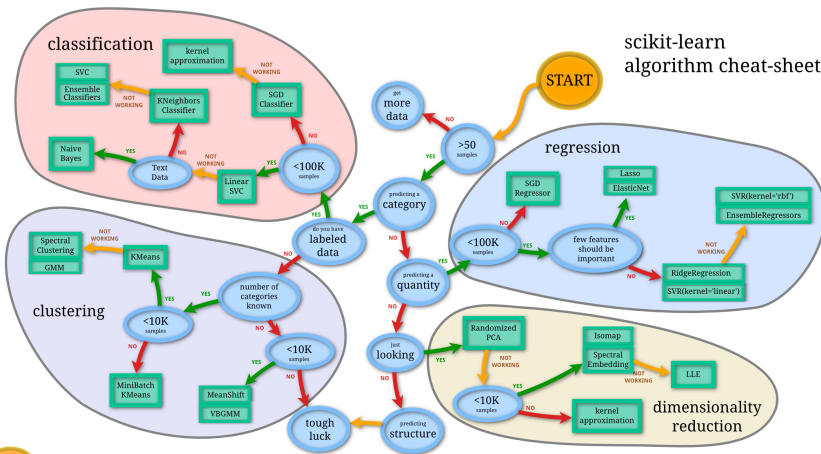 scikit-learn
algorithm cheat-sheet
classification
kernel
approximation
NOT
WORKING
SVC
Ensemble
Classifiers
NOT
WORKING
KNeighbors
Classifier
SGD
Classifier
NO
NO
Naive
Bayes
YES
Text
Data
NOT
WORKING
Linear
SVC
YES
<100K
samples
START
get
more
data
NO
>50
samples
YES
predicting a
category
YES
NO
do you have
labeled
data
YES
NO
predicting a
quantity
YES
NO
just
looking
YES
NO
predicting
structure
tough
luck
regression
SGD
Regressor
NO
<100K
samples
YES
few features
should be
important
YES
Lasso
ElasticNet
NO
RidgeRegression
SVR(kernel='linear')
NOT
WORKING
SVR(kernel='rbf')
EnsembleRegressors
clustering
Spectral
Clustering
GMM
NOT
WORKING
KMeans
YES
<10K
samples
NO
MiniBatch
KMeans
YES
number of
categories
known
NO
<10K
samples
YES
NO
MeanShift
VBGMM
dimensionality
reduction
Randomized
PCA
NOT
WORKING
<10K
samples
YES
NO
Isomap
Spectral
Embedding
NOT
WORKING
LLE
kernel
approximation